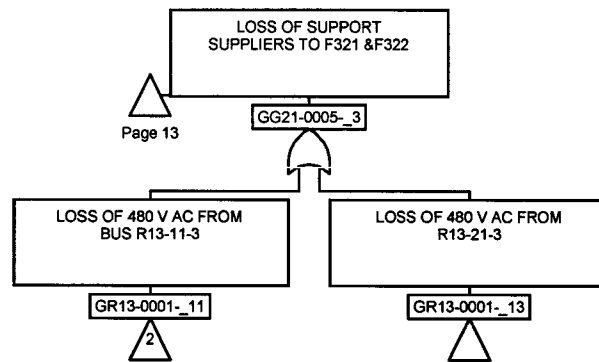 LOSS OF SUPPORT
SUPPLIERS TO F321 &F322
Page 13
GG21-0005-_3
LOSS OF 480 V AC FROM
BUS R13-11-3
LOSS OF 480 V AC FROM
R13-21-3
GR13-0001-_11
GR13-0001-_13
2